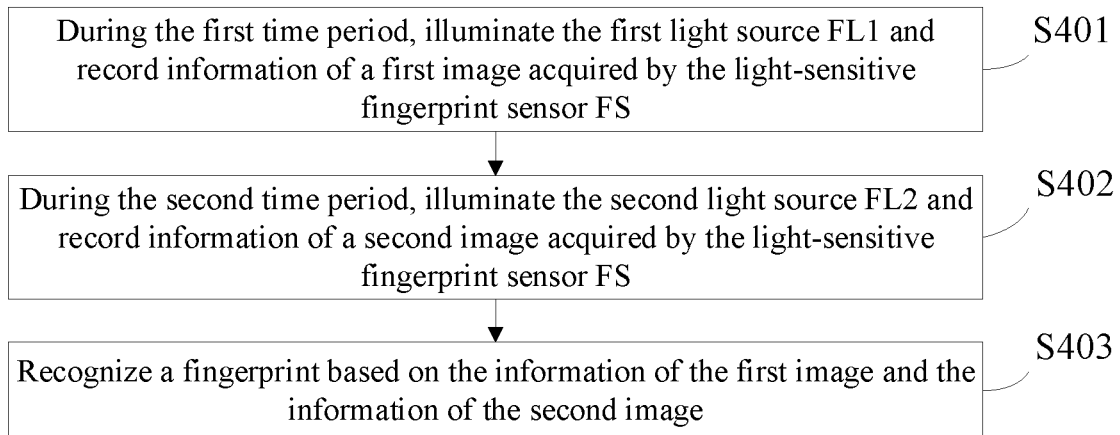 During the first time period, illuminate the first light source FL1 and
record information of a first image acquired by the light-sensitive
fingerprint sensor FS
S401
During the second time period, illuminate the second light source FL2 and
record information of a second image acquired by the light-sensitive
fingerprint sensor FS
S402
Recognize a fingerprint based on the information of the first image and the
information of the second image
S403